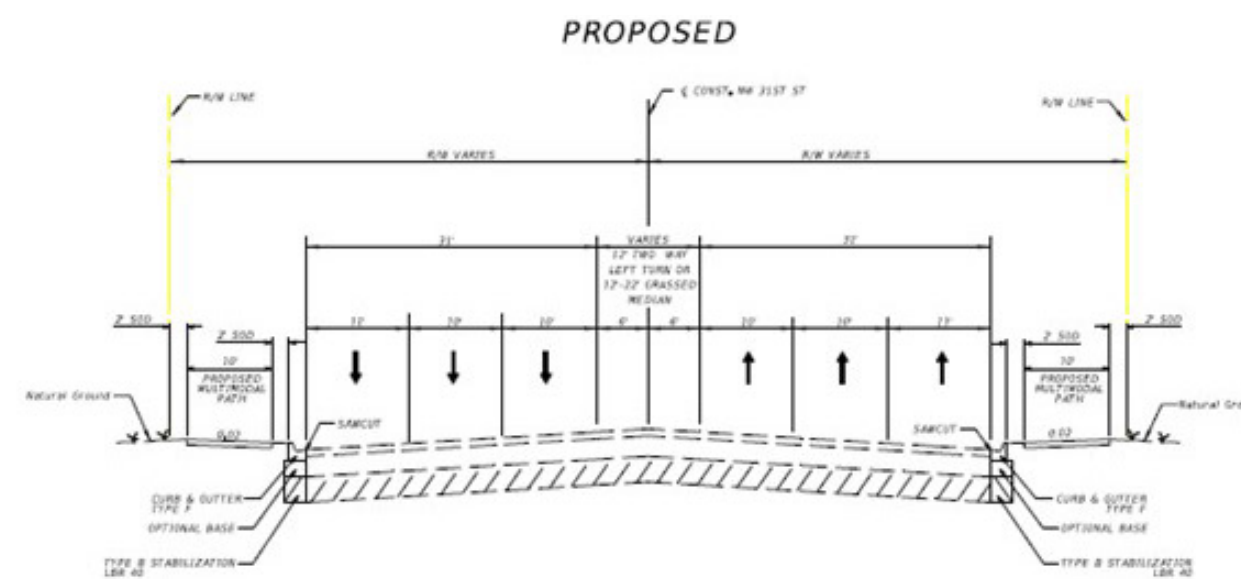 PROPOSED
R/W LINE
℄ CONST. NW 31ST ST
R/W LINE
R/W VARIES
R/W VARIES
31'
VARIES
31'
12' TWO WAY
LEFT TURN OR
12'-22' GRASSED
MEDIAN
2' SOD
2' SOD
11'
10'
10'
6'
6'
10'
10'
11'
2' SOD
2' SOD
10'
PROPOSED
MULTIMODAL
PATH
10'
PROPOSED
MULTIMODAL
PATH
Natural Ground
Natural Gro
0.02
SAWCUT
SAWCUT
0.02
CURB & GUTTER
TYPE F
OPTIONAL BASE
TYPE B STABILIZATION
LBR 40
CURB & GUTTER
TYPE F
OPTIONAL BASE
TYPE B STABILIZATION
LBR 40